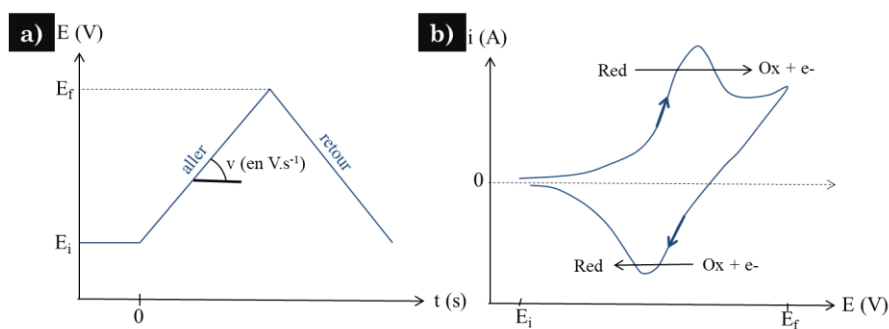 a)
E (V)
E_f
E_i
aller
retour
v (en V.s⁻¹)
0
t (s)
b)
i (A)
Red
Ox + e-
0
Red
Ox + e-
E_i
E_f
E (V)